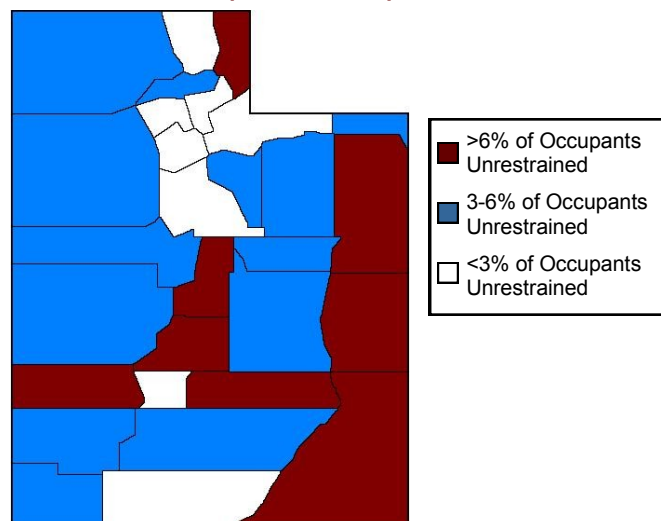 >6% of Occupants
Unrestrained
3-6% of Occupants
Unrestrained
<3% of Occupants
Unrestrained